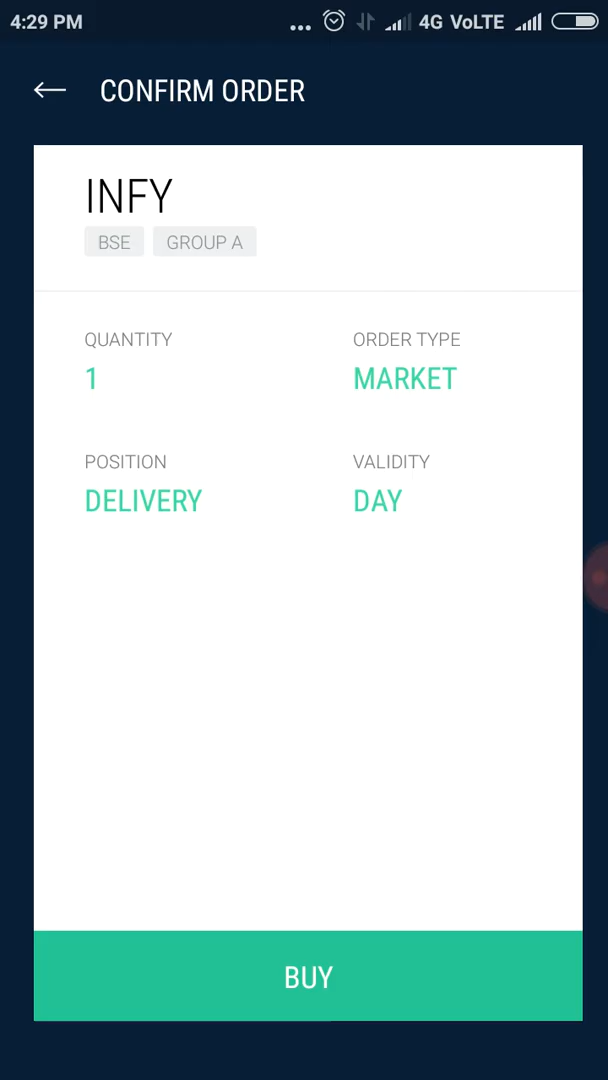 4:29 PM ... 4G VoLTE
CONFIRM ORDER
INFY
BSE GROUP A
QUANTITY ORDER TYPE
1 MARKET
POSITION VALIDITY
DELIVERY DAY
BUY